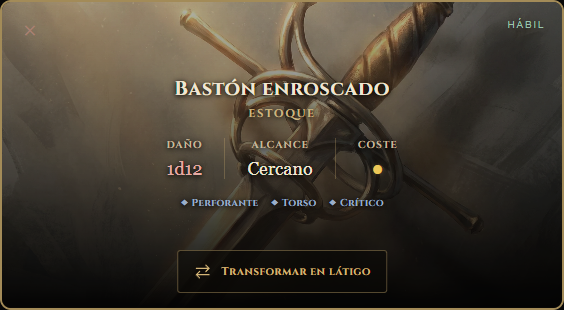 HÁBIL
BASTÓN ENROSCADO
ESTOQUE
DAÑO ALCANCE COSTE
1d12 Cercano
PERFORANTE TORSO CRÍTICO
TRANSFORMAR EN LÁTIGO